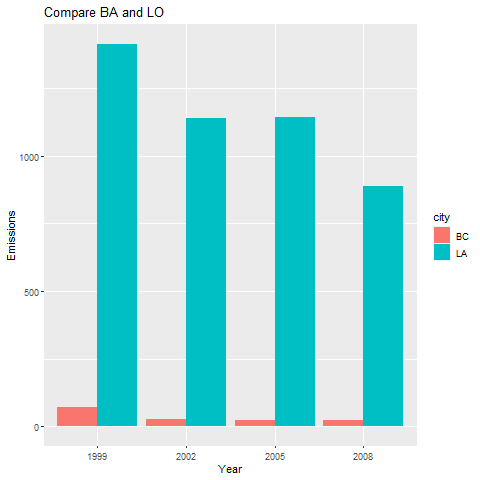 Compare BA and LO
Emissions
1000
500
0
1999 2002 2005 2008
Year
city
BC
LA